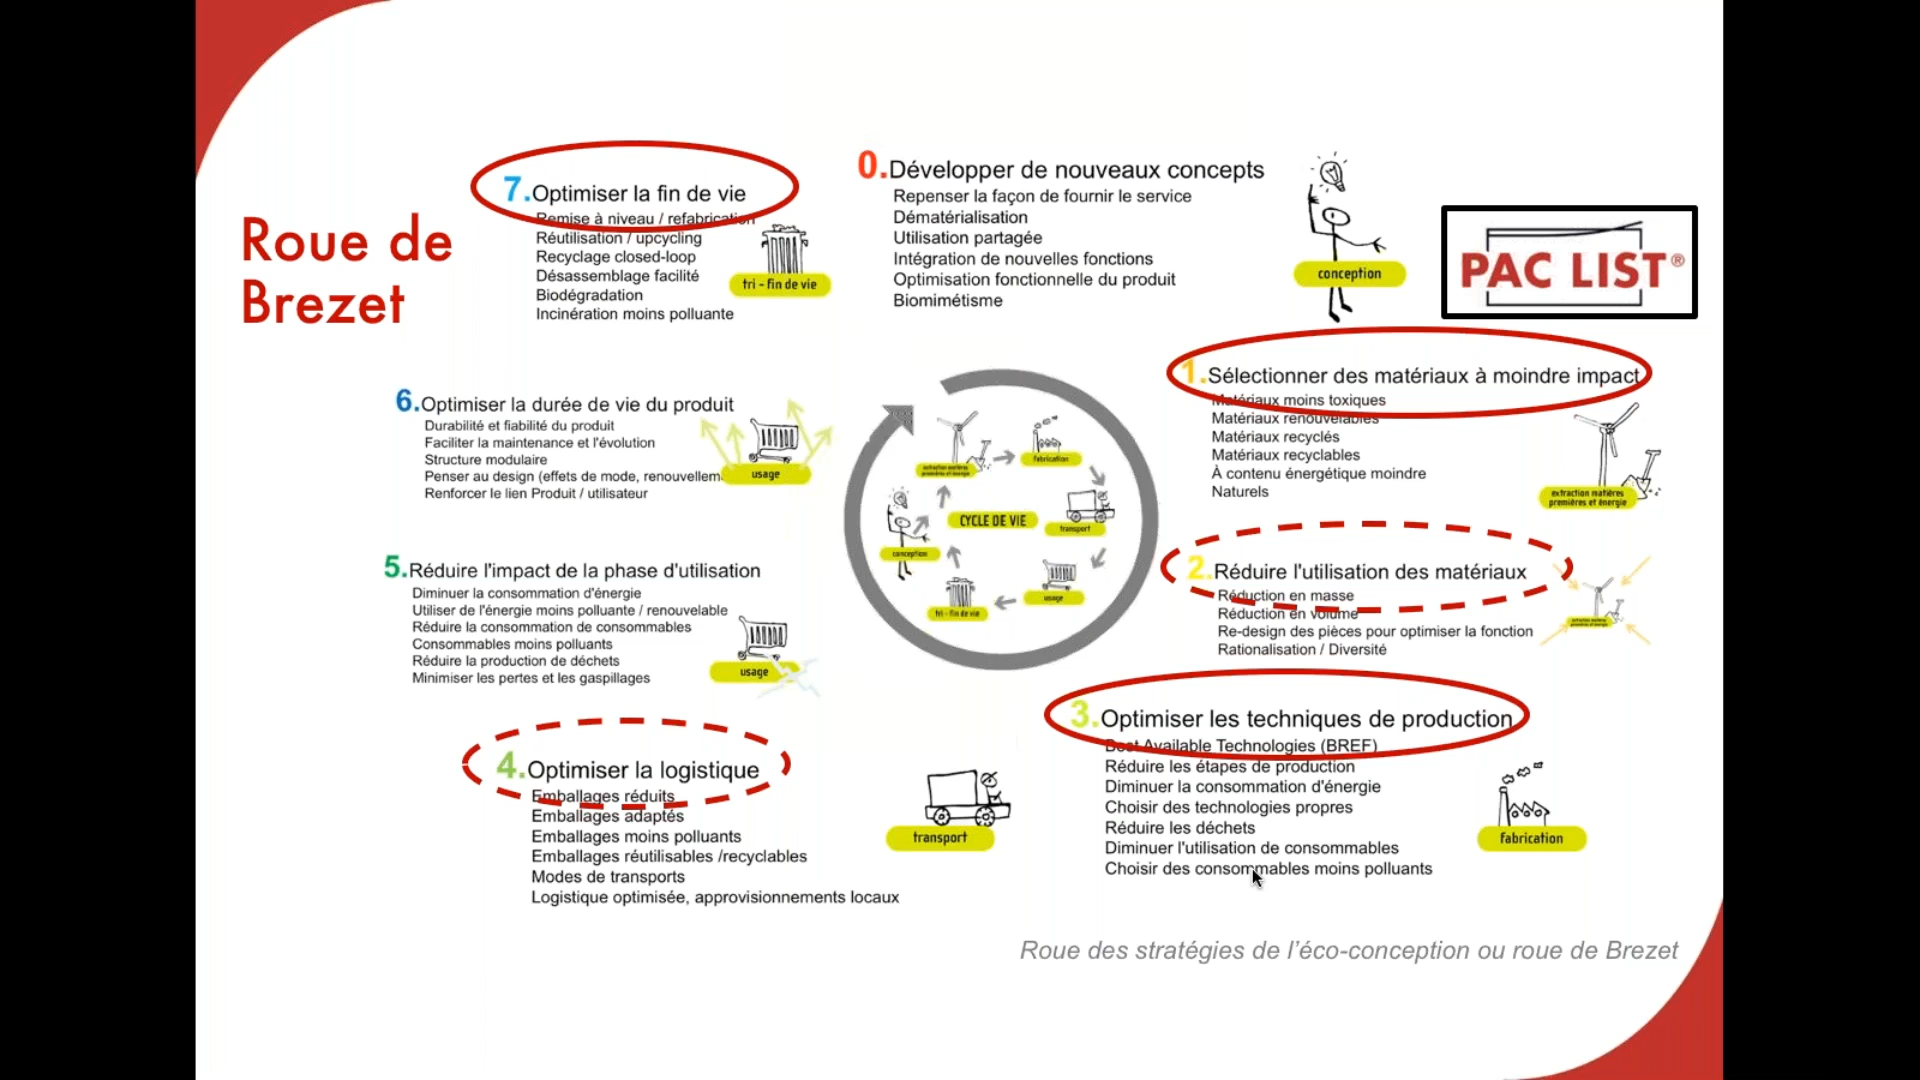 Roue de
Brezet
7.Optimiser la fin de vie
Remise à niveau / refabrication
Réutilisation / upcycling
Recyclage closed-loop
Désassemblage facilité
Biodégradation
Incinération moins polluante
tri - fin de vie
0.Développer de nouveaux concepts
Repenser la façon de fournir le service
Dématérialisation
Utilisation partagée
Intégration de nouvelles fonctions
Optimisation fonctionnelle du produit
Biomimétisme
conception
PAC LIST®
1.Sélectionner des matériaux à moindre impact
Matériaux moins toxiques
Matériaux renouvelables
Matériaux recyclés
Matériaux recyclables
À contenu énergétique moindre
Naturels
extraction matières
premières et énergie
6.Optimiser la durée de vie du produit
Durabilité et fiabilité du produit
Faciliter la maintenance et l'évolution
Structure modulaire
Penser au design (effets de mode, renouvellem
Renforcer le lien Produit / utilisateur
usage
extraction matières
premières et énergie
fabrication
CYCLE DE VIE
transport
conception
usage
tri - fin de vie
2.Réduire l'utilisation des matériaux
Réduction en masse
Réduction en volume
Re-design des pièces pour optimiser la fonction
Rationalisation / Diversité
5.Réduire l'impact de la phase d'utilisation
Diminuer la consommation d'énergie
Utiliser de l'énergie moins polluante / renouvelable
Réduire la consommation de consommables
Consommables moins polluants
Réduire la production de déchets
Minimiser les pertes et les gaspillages
usage
3.Optimiser les techniques de production
Best Available Technologies (BREF)
Réduire les étapes de production
Diminuer la consommation d'énergie
Choisir des technologies propres
Réduire les déchets
Diminuer l'utilisation de consommables
Choisir des consommables moins polluants
fabrication
4.Optimiser la logistique
Emballages réduits
Emballages adaptés
Emballages moins polluants
Emballages réutilisables /recyclables
Modes de transports
Logistique optimisée, approvisionnements locaux
transport
Roue des stratégies de l'éco-conception ou roue de Brezet